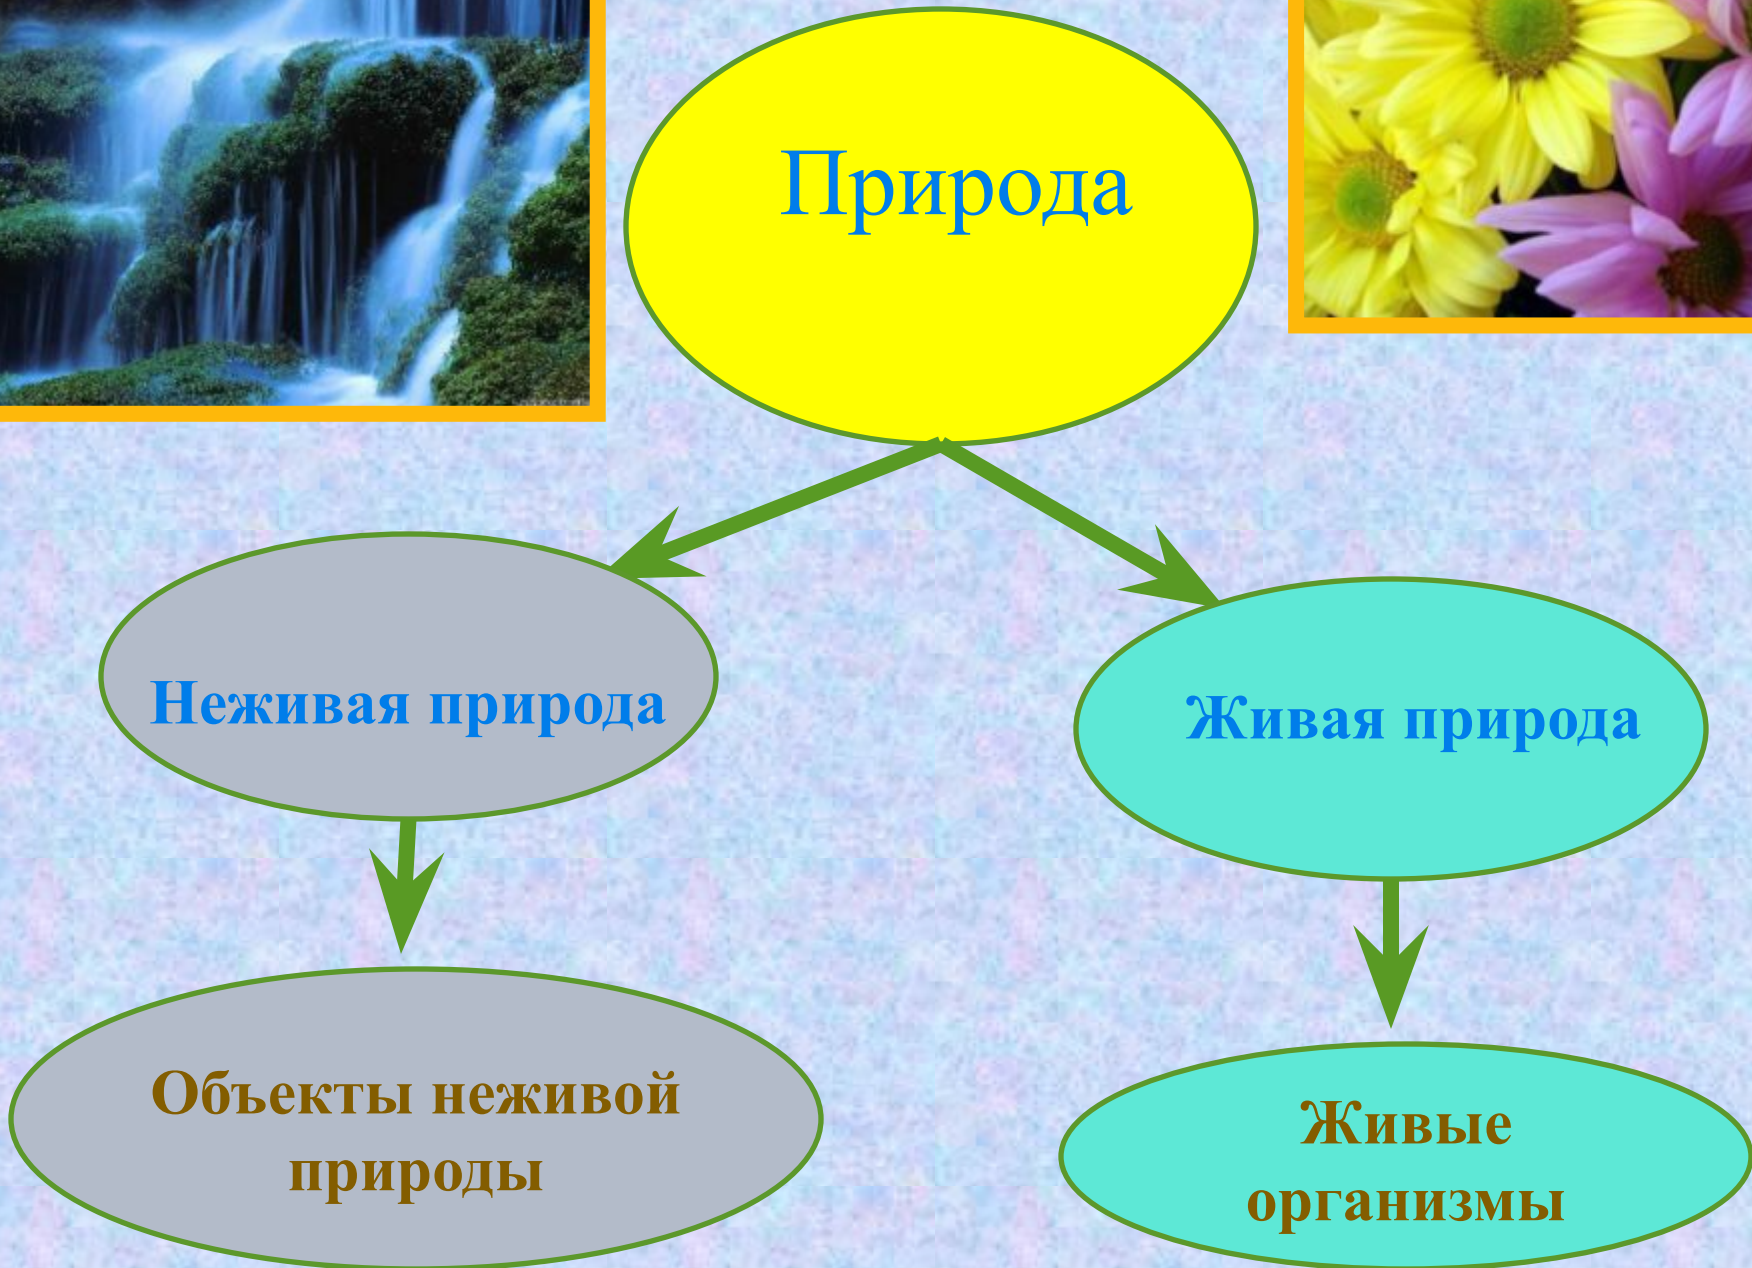 Природа
Неживая природа
Живая природа
Объекты неживой
природы
Живые
организмы